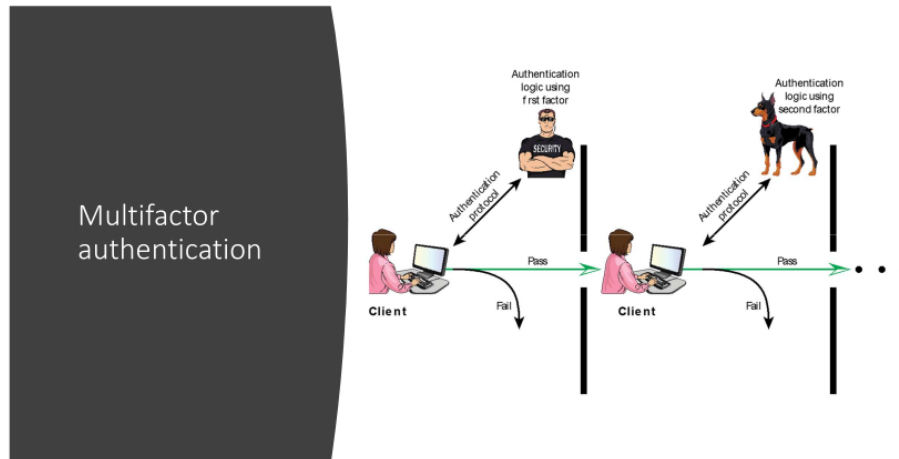 Multifactor
authentication
Authentication
logic using
f rst factor
SECURITY
Authentication
protocol
Client
Pass
Fail
Authentication
logic using
second factor
Authentication
protocol
Client
Pass
Fail